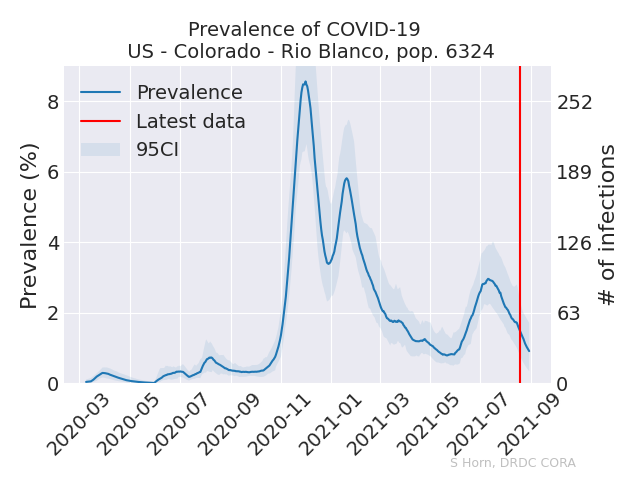 Prevalence of COVID-19
US - Colorado - Rio Blanco, pop. 6324
Prevalence
Latest data
95CI
Prevalence (%)
8
6
4
2
0
252
189
126
63
0
# of infections
2020-03
2020-05
2020-07
2020-09
2020-11
2021-01
2021-03
2021-05
2021-07
2021-09
S Horn, DRDC CORA